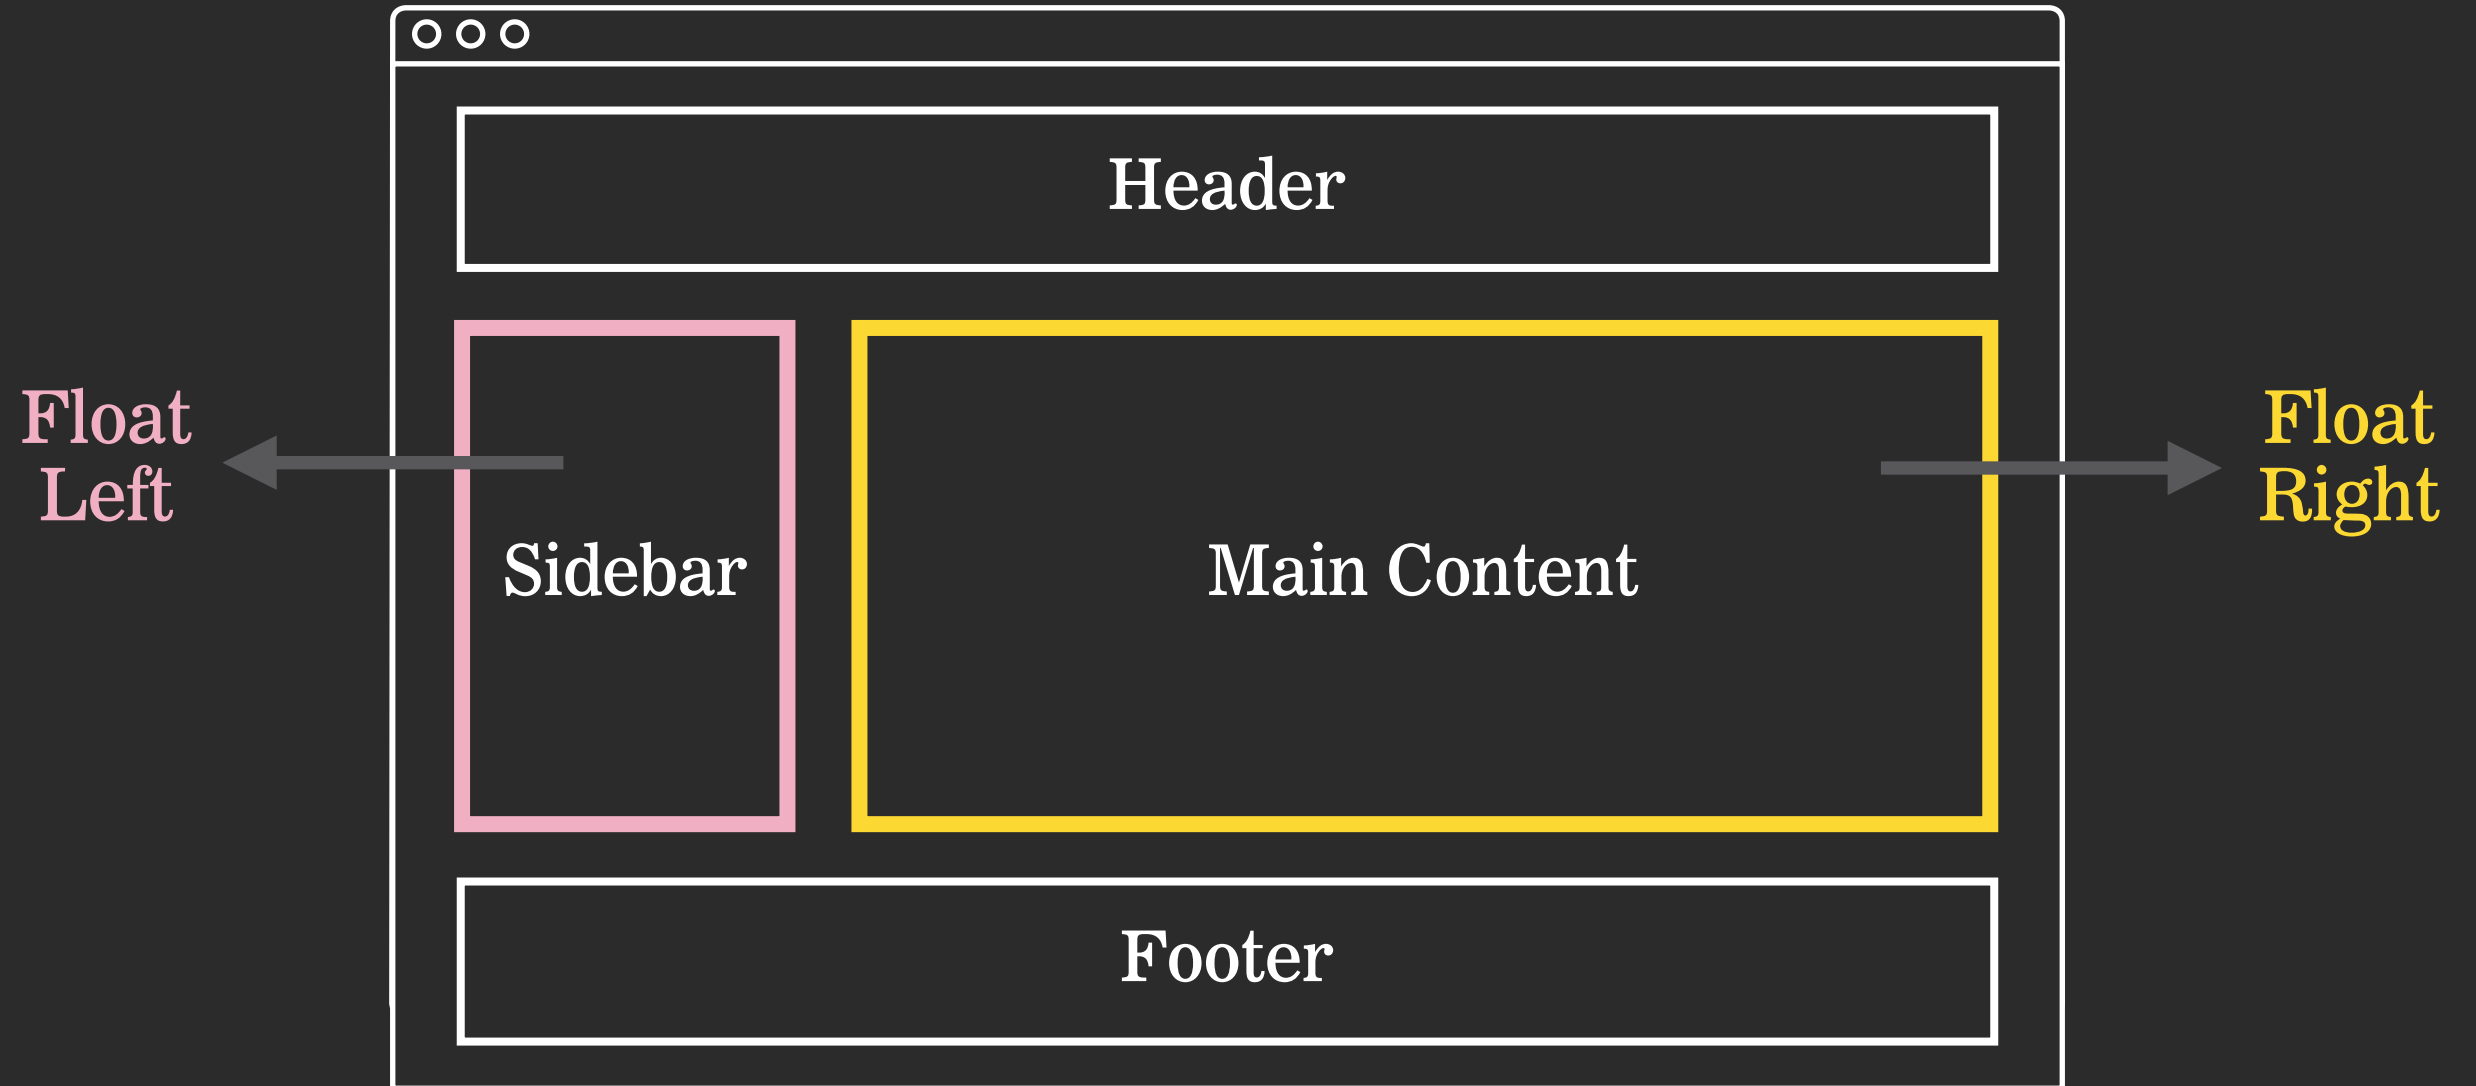 Header
Float
Left
Sidebar
Main Content
Float
Right
Footer